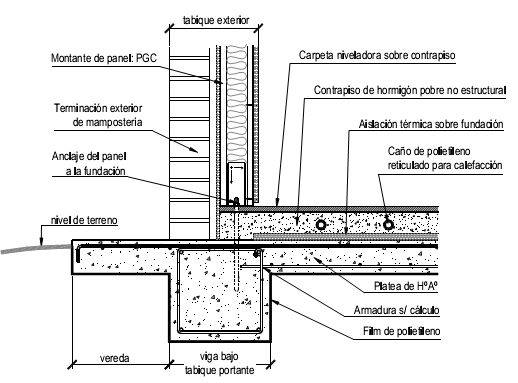 tabique exterior
Montante de panel: PGC
Carpeta niveladora sobre contrapiso
Contrapiso de hormigón pobre no estructural
Terminación exterior
de mampostería
Aislación térmica sobre fundación
Anclaje del panel
a la fundación
Caño de polietileno
reticulado para calefacción
nivel de terreno
Platea de HºAº
Armadura s/ cálculo
Film de polietileno
vereda
viga bajo
tabique portante